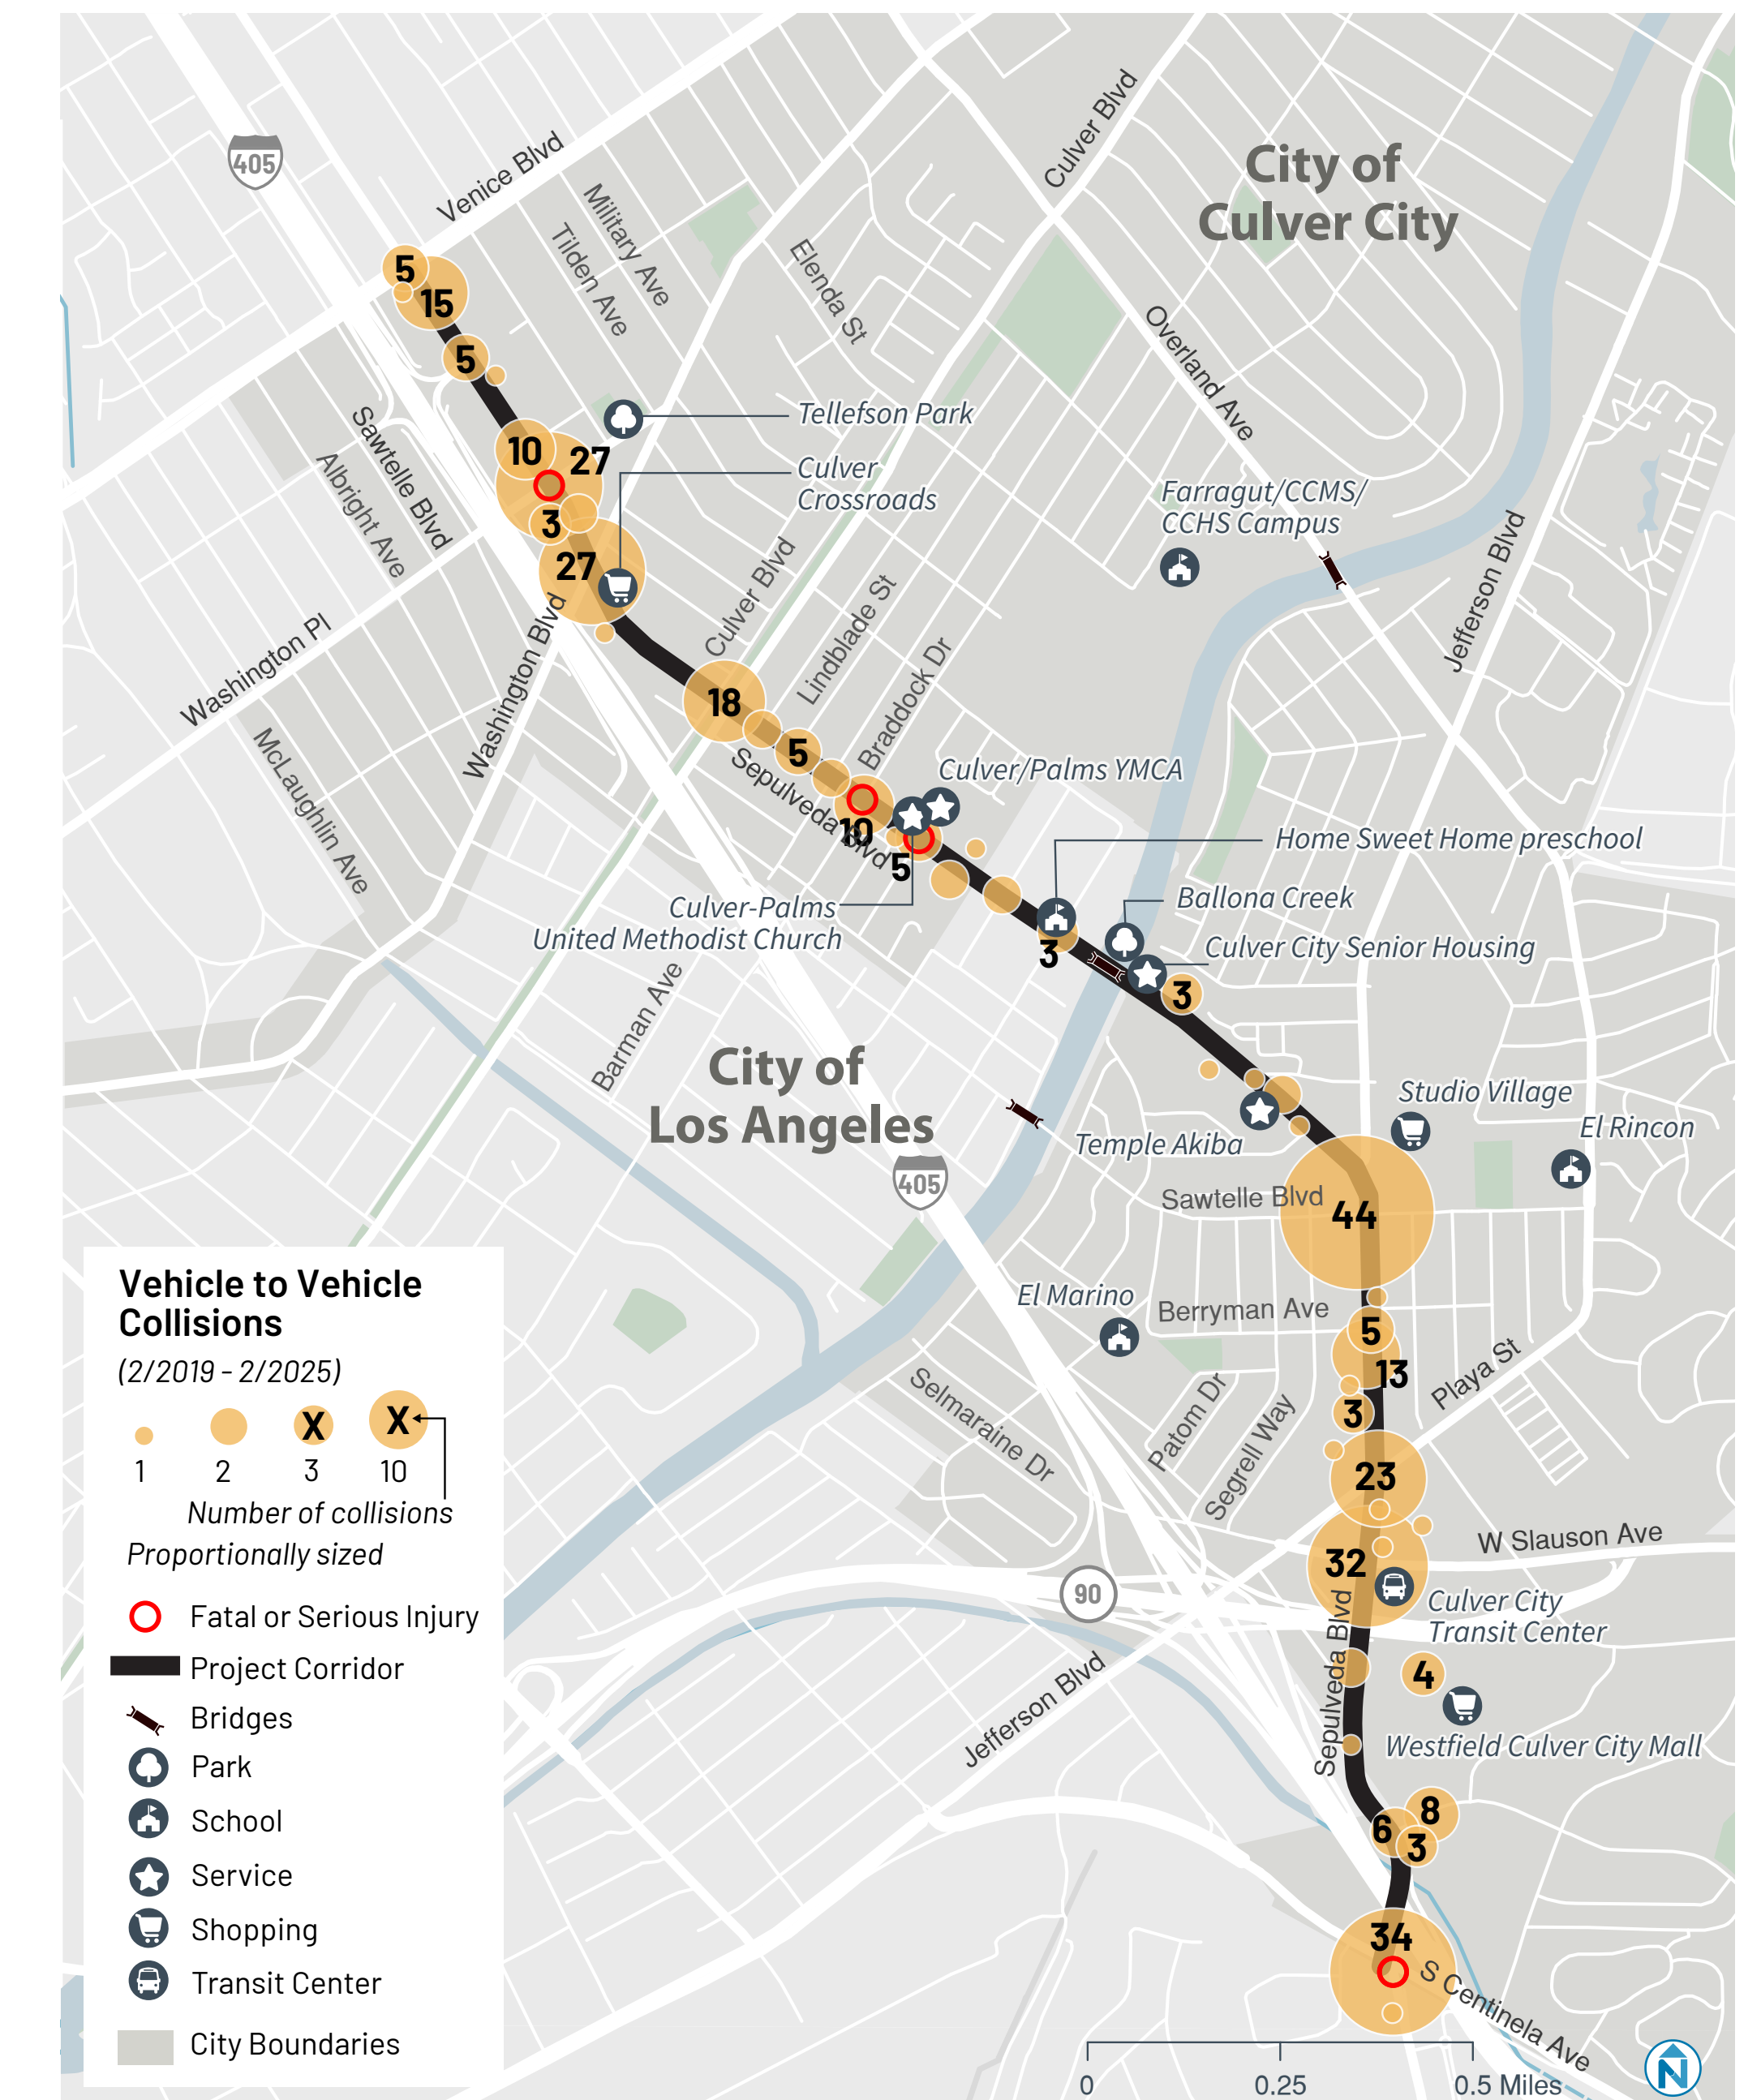 405
Venice Blvd
Military Ave
Tilden Ave
Elenda St
Culver Blvd
City of
Culver City
Overland Ave
5
15
5
Sawtelle Blvd
Albright Ave
Tellefson Park
10
27
Culver
Crossroads
Farragut/CCMS/
CCHS Campus
3
27
Jefferson Blvd
Washington Pl
Washington Blvd
Culver Blvd
Lindblade St
Braddock Dr
McLaughlin Ave
18
5
Sepulveda Blvd
Culver/Palms YMCA
10
5
Home Sweet Home preschool
Culver-Palms
United Methodist Church
Ballona Creek
Culver City Senior Housing
3
3
Barman Ave
City of
Los Angeles
405
Studio Village
El Rincon
Temple Akiba
Sawtelle Blvd
44
El Marino
Berryman Ave
5
13
Playa St
3
Selmaraine Dr
Patom Dr
Segrell Way
23
W Slauson Ave
32
90
Culver City
Transit Center
Sepulveda Blvd
4
Jefferson Blvd
Westfield Culver City Mall
8
6
3
34
S Centinela Ave
0 0.25 0.5 Miles
N
Vehicle to Vehicle
Collisions
(2/2019 - 2/2025)
X X
1 2 3 10
Number of collisions
Proportionally sized
Fatal or Serious Injury
Project Corridor
Bridges
Park
School
Service
Shopping
Transit Center
City Boundaries